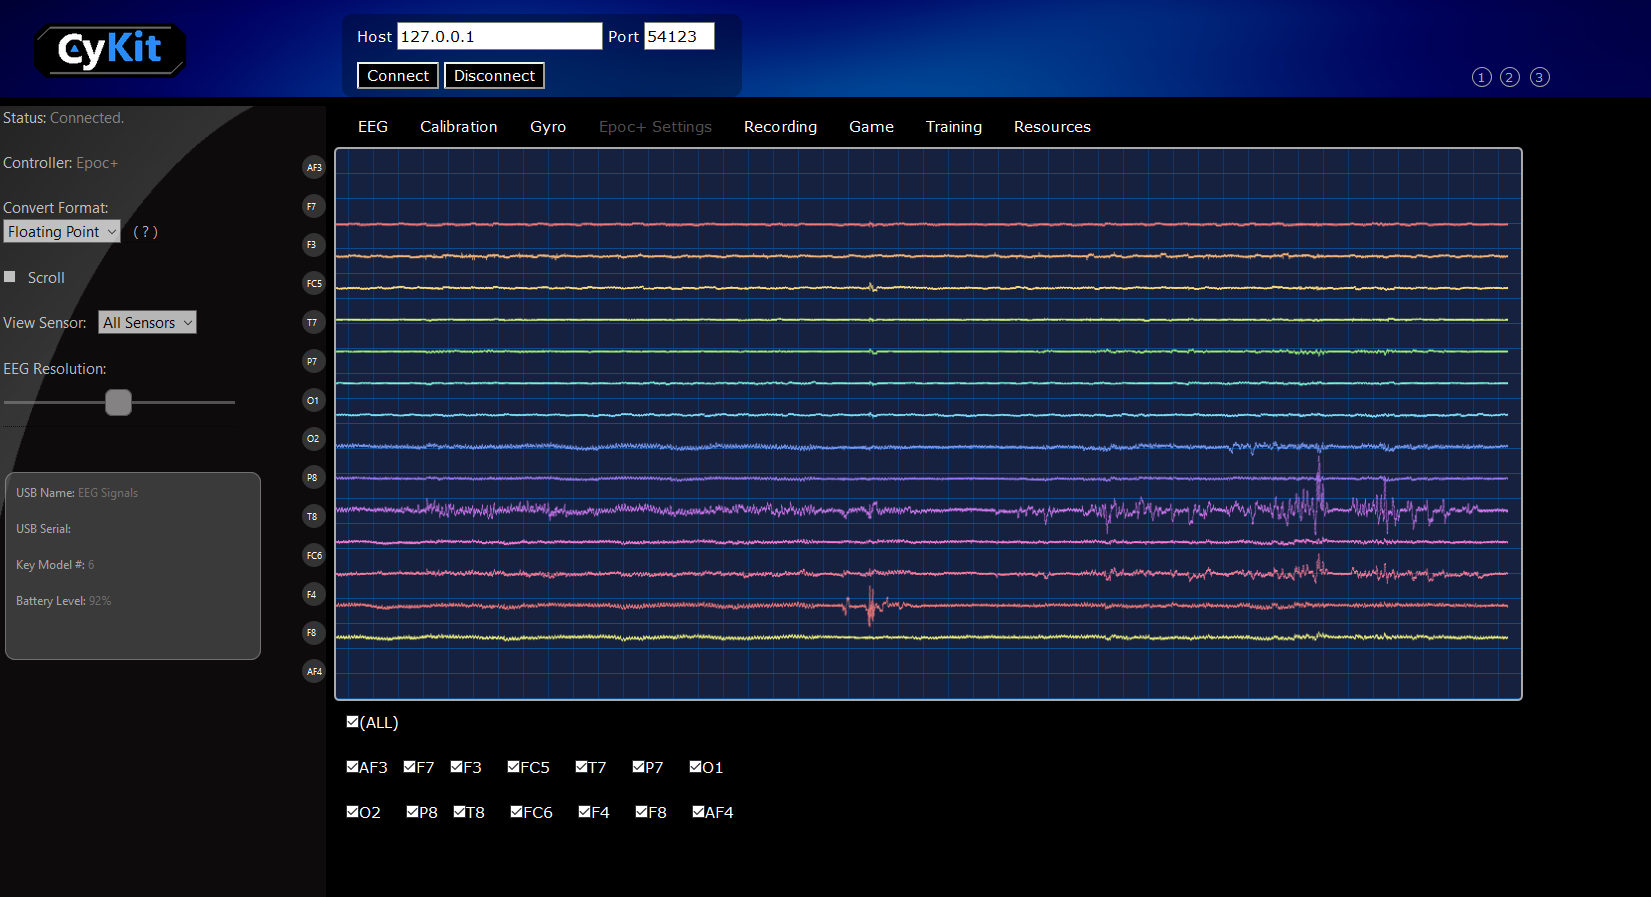 CyKit
Host 127.0.0.1 Port 54123
Connect Disconnect
1 2 3
Status: Connected.
Controller: Epoc+
Convert Format:
Floating Point (?)
Scroll
View Sensor: All Sensors
EEG Resolution:
USB Name: EEG Signals
USB Serial:
Key Model #: 6
Battery Level: 92%
EEG Calibration Gyro Epoc+ Settings Recording Game Training Resources
AF3
F7
F3
FC5
T7
P7
O1
O2
P8
T8
FC6
F4
F8
AF4
(ALL)
AF3 F7 F3 FC5 T7 P7 O1
O2 P8 T8 FC6 F4 F8 AF4